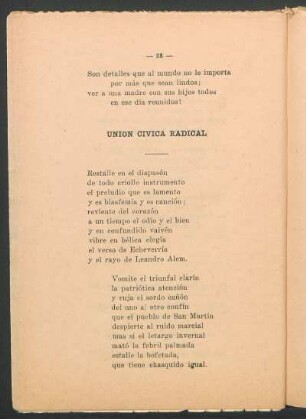 — 28 —
Son detalles que al mundo no le importa
por más que sean lindos;
ver a una madre con sus hijos todos
en ese día reunidos!
UNION CIVICA RADICAL
Restalle en el diapasón
de todo criollo instrumento
el preludio que es lamento
y es blasfemia y es canción;
reviente del corazón
a un tiempo el odio y el bien
y en confundido vaivén
vibre en bélica elegía
el verso de Echeverría
y el rayo de Leandro Alem.
Vomite el triunfal clarín
la patriótica atención
y ruja el sordo cañón
del uno al otro confín
que el pueblo de San Martín
despierte al ruido marcial
mas si el letargo invernal
mató la febril palmada
estalle la bofetada,
que tiene chasquido igual.